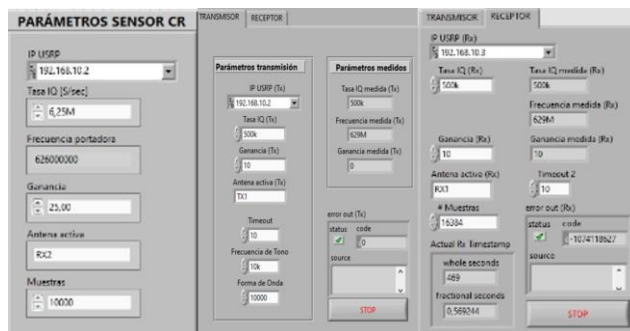 PARÁMETROS SENSOR CR
IP USRP
192.168.10.2
Tasa IQ [S/sec]
6,25M
Frecuencia portadora
626000000
Ganancia
25,00
Antena activa
RX2
Muestras
10000
TRANSMISOR RECEPTOR
Parámetros transmisión
IP USRP (Tx)
192.168.10.2
Tasa IQ (Tx)
500k
Ganancia (Tx)
10
Antena activa (Tx)
TX1
Timeout
10
Frecuencia de Tono
10k
Forma de Onda
10000
Parámetros medidos
Tasa IQ medida (Tx)
500k
Frecuencia medida (Tx)
629M
Ganancia medida (Tx)
0
error out (Tx)
status code
0
source
STOP
TRANSMISOR RECEPTOR
IP USRP (Rx)
192.168.10.3
Tasa IQ (Rx)
500k
Tasa IQ medida (Rx)
500k
Frecuencia medida (Rx)
629M
Ganancia (Rx)
10
Ganancia medida (Rx)
10
Antena activa (Rx)
RX1
Timeout 2
10
# Muestras
16384
error out (Rx)
status code
-1074118627
source
Actual Rx Timestamp
whole seconds
469
fractional seconds
0,569244
STOP